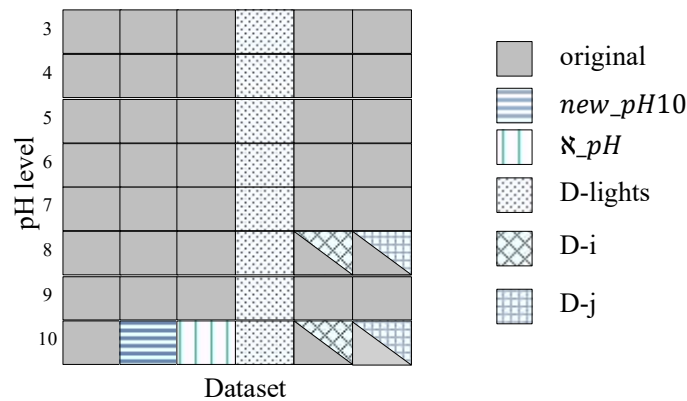 3
4
5
6
7
8
9
10
pH level
Dataset
original
new_pH10
ℵ_pH
D-lights
D-i
D-j